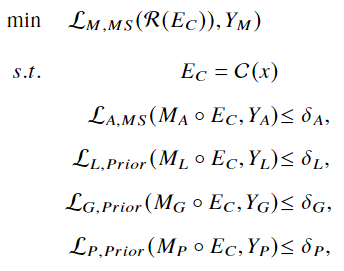 min ℒ_{M,MS}(ℛ(E_C)), Y_M)
s.t. E_C = 𝒞(x)
ℒ_{A,MS}(M_A ∘ E_C, Y_A) ≤ δ_A,
ℒ_{L,Prior}(M_L ∘ E_C, Y_L) ≤ δ_L,
ℒ_{G,Prior}(M_G ∘ E_C, Y_G) ≤ δ_G,
ℒ_{P,Prior}(M_P ∘ E_C, Y_P) ≤ δ_P,